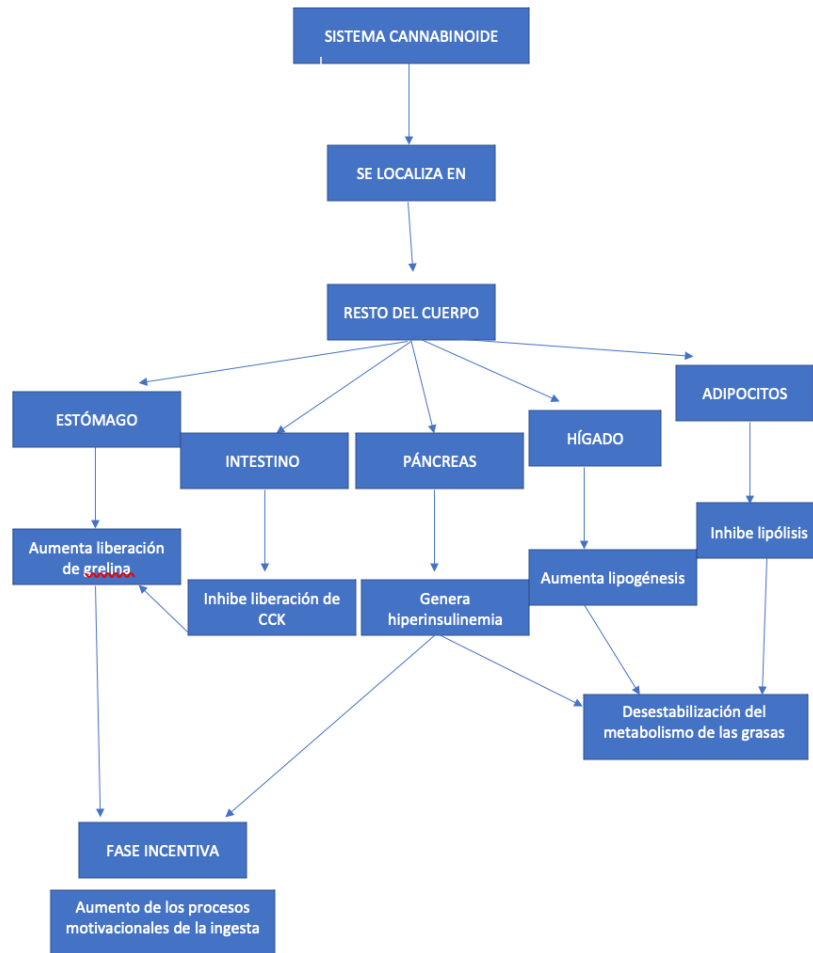 SISTEMA CANNABINOIDE
SE LOCALIZA EN
RESTO DEL CUERPO
ESTÓMAGO
INTESTINO
PÁNCREAS
HÍGADO
ADIPOCITOS
Aumenta liberación
de grelina
Inhibe liberación de
CCK
Genera
hiperinsulinemia
Aumenta lipogénesis
Inhibe lipólisis
Desestabilización del
metabolismo de las grasas
FASE INCENTIVA
Aumento de los procesos
motivacionales de la ingesta